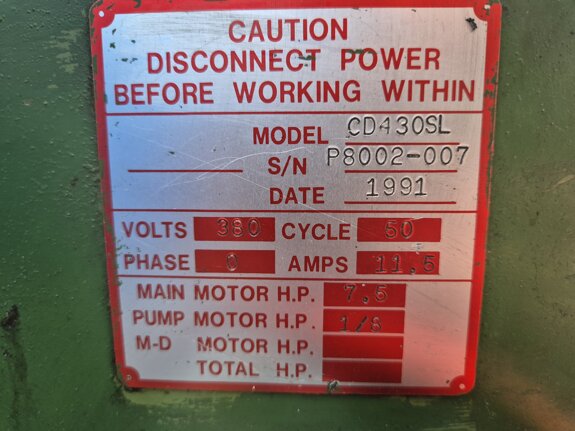 CAUTION
DISCONNECT POWER
BEFORE WORKING WITHIN
MODEL CD430SL
S/N P8002-007
DATE 1991
VOLTS 380 CYCLE 50
PHASE 0 AMPS 11,5
MAIN MOTOR H.P. 7,5
PUMP MOTOR H.P. 1/8
M-D MOTOR H.P.
TOTAL H.P.